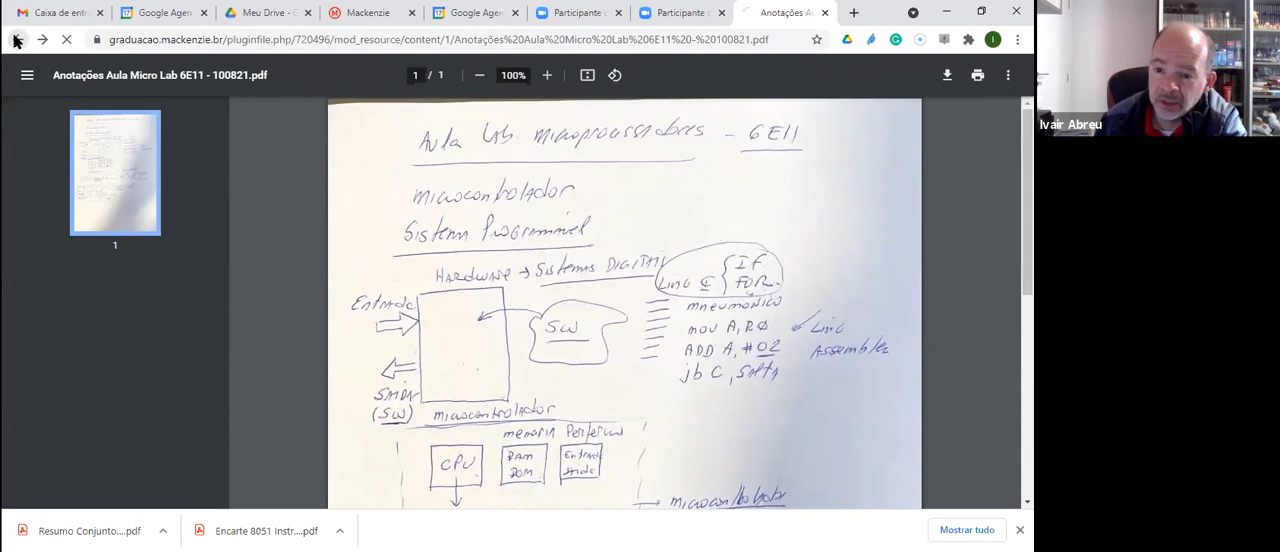 Caixa de entr
Google Agen
Meu Drive - G
Mackenzie
Google Agen
Participante
Participante
Anotações Aul
graduacao.mackenzie.br/pluginfile.php/720496/mod_resource/content/1/Anotações%20Aula%20Micro%20Lab%206E11%20-%20100821.pdf
I
Anotações Aula Micro Lab 6E11 - 100821.pdf
1 / 1
100%
Ivair Abreu
1
Aula Lab microprocessadores - 6E11
microcontrolador
Sistema Programável
HARDWARE → SISTEMAS DIGITAI
LING C { IF
FOR
ENTRADA
SW
mneumônico
mov A, R0
LING
ADD A, #02
Assembler
jb C, SALTA
SAIDA
(SW)
microcontrolador
memoria
CPU
RAM
ROM
Entrada
Saida
→ microcontrolador
Resumo Conjunto....pdf
Encarte 8051 Instr....pdf
Mostrar tudo